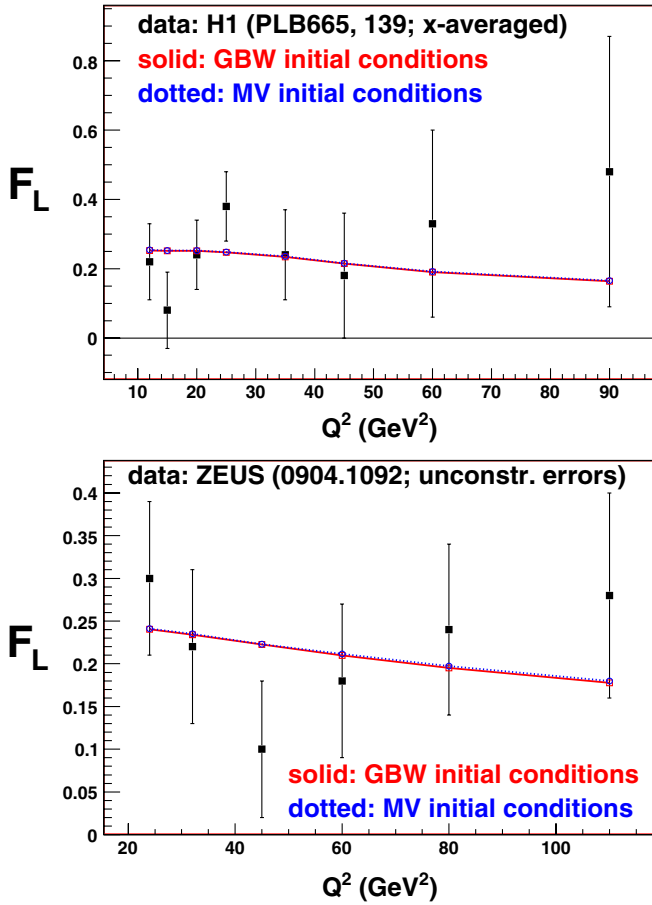 data: H1 (PLB665, 139; x-averaged)
solid: GBW initial conditions
dotted: MV initial conditions
0.8
0.6
F_L
0.4
0.2
0
10 20 30 40 50 60 70 80 90
Q² (GeV²)
data: ZEUS (0904.1092; unconstr. errors)
0.4
0.35
0.3
0.25
F_L
0.2
0.15
0.1
solid: GBW initial conditions
0.05
dotted: MV initial conditions
0
20 40 60 80 100
Q² (GeV²)